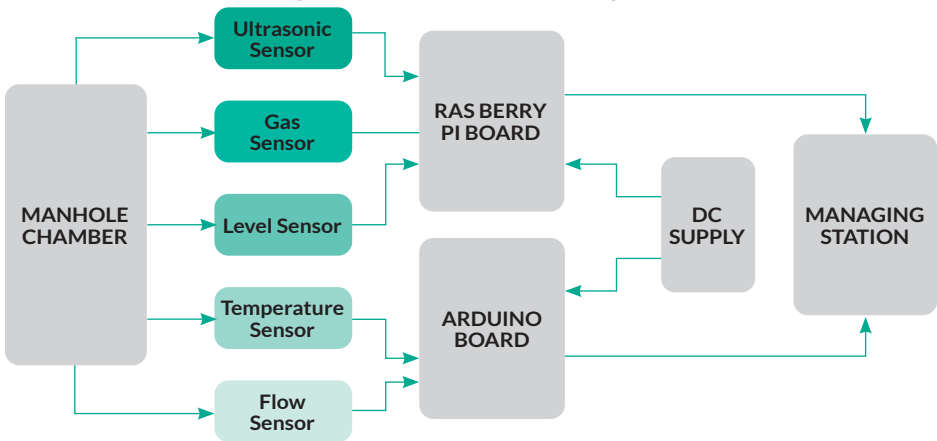 Ultrasonic
Sensor
Gas
Sensor
RAS BERRY
PI BOARD
MANHOLE
CHAMBER
Level Sensor
DC
SUPPLY
MANAGING
STATION
Temperature
Sensor
ARDUINO
BOARD
Flow
Sensor